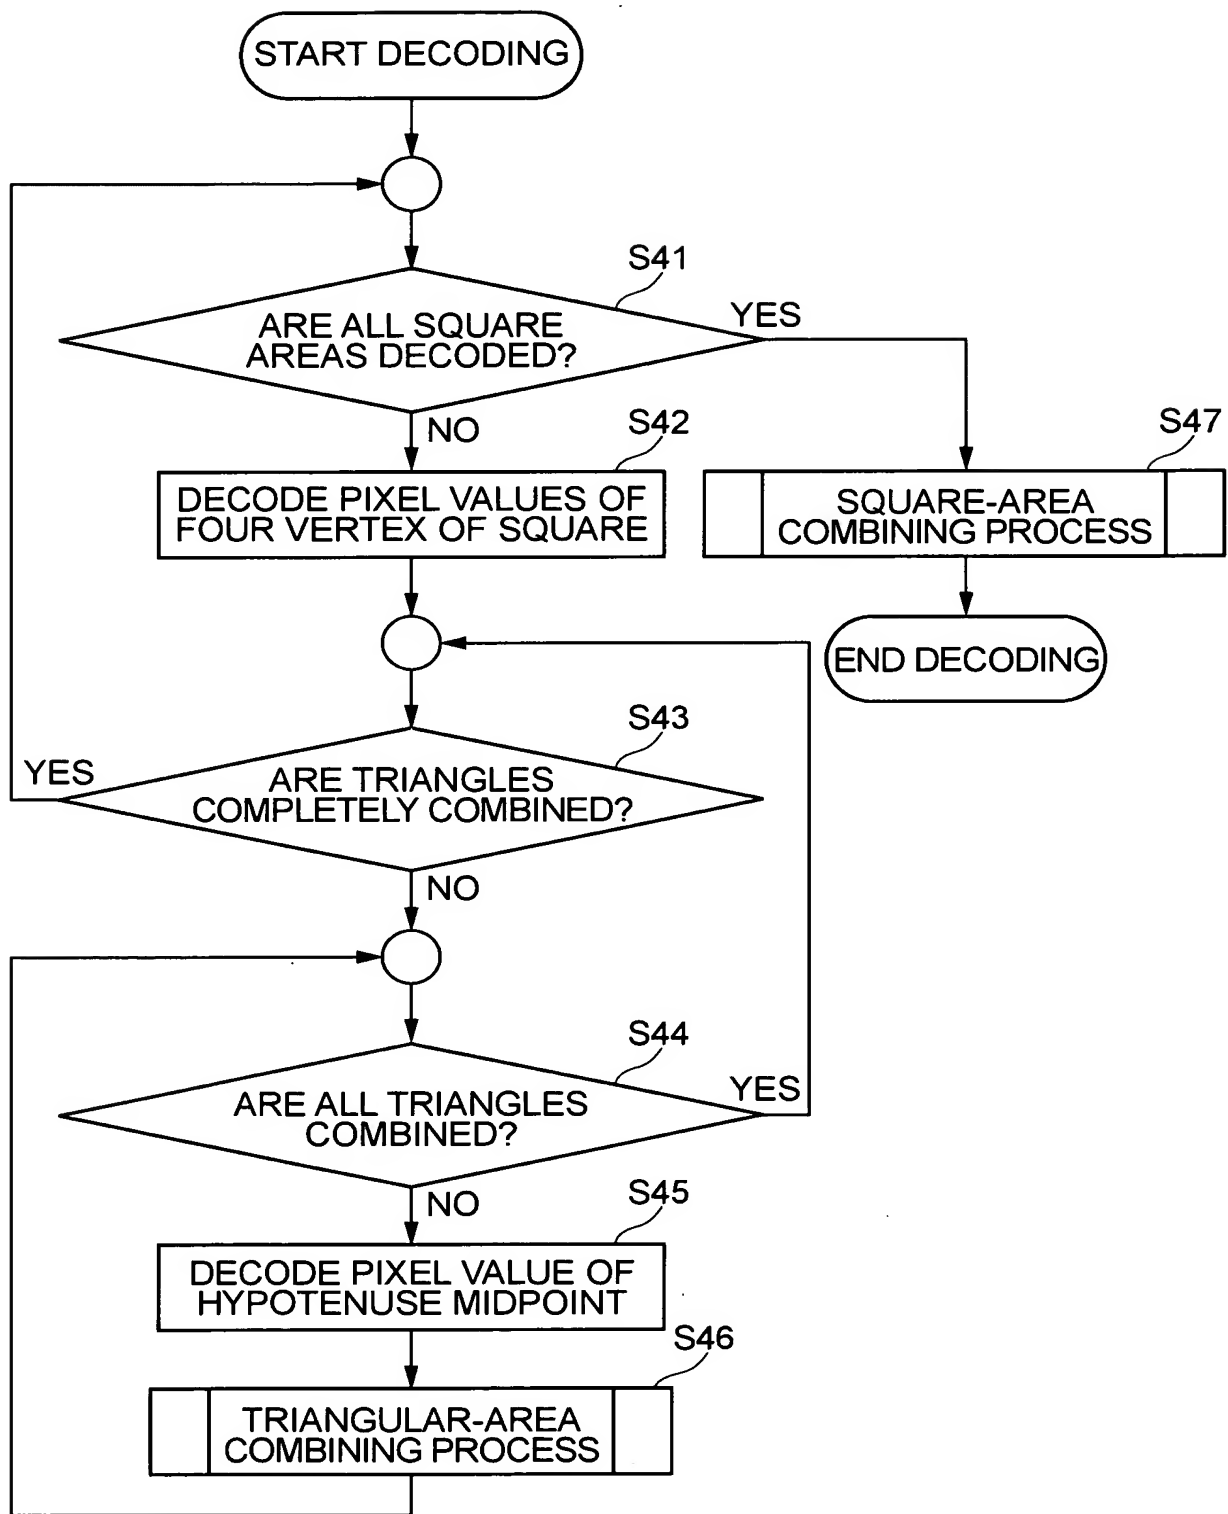 START DECODING
S41
ARE ALL SQUARE
AREAS DECODED?
YES
NO
S42
DECODE PIXEL VALUES OF
FOUR VERTEX OF SQUARE
S47
SQUARE-AREA
COMBINING PROCESS
END DECODING
S43
ARE TRIANGLES
COMPLETELY COMBINED?
YES
NO
S44
ARE ALL TRIANGLES
COMBINED?
YES
NO
S45
DECODE PIXEL VALUE OF
HYPOTENUSE MIDPOINT
S46
TRIANGULAR-AREA
COMBINING PROCESS